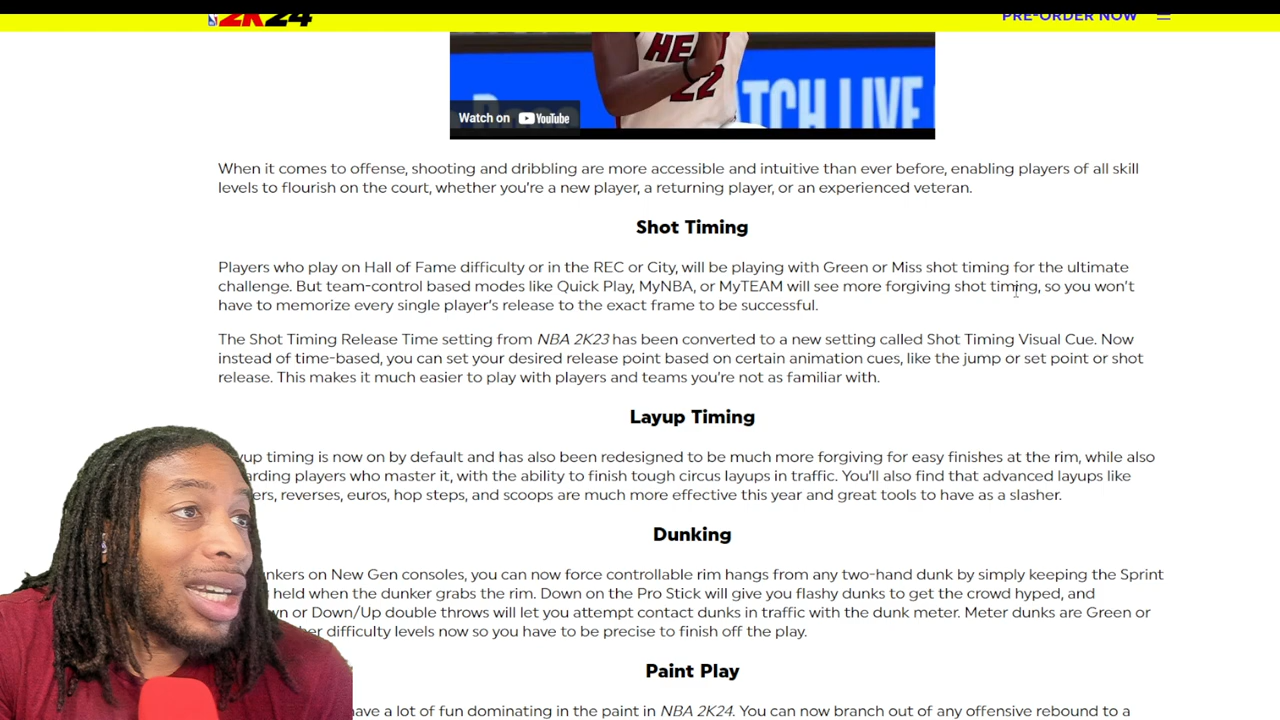 2K24
PRE-ORDER NOW
HEAT
22
ATCH LIVE
Watch on YouTube
When it comes to offense, shooting and dribbling are more accessible and intuitive than ever before, enabling players of all skill
levels to flourish on the court, whether you're a new player, a returning player, or an experienced veteran.
Shot Timing
Players who play on Hall of Fame difficulty or in the REC or City, will be playing with Green or Miss shot timing for the ultimate
challenge. But team-control based modes like Quick Play, MyNBA, or MyTEAM will see more forgiving shot timing, so you won't
have to memorize every single player's release to the exact frame to be successful.
The Shot Timing Release Time setting from NBA 2K23 has been converted to a new setting called Shot Timing Visual Cue. Now
instead of time-based, you can set your desired release point based on certain animation cues, like the jump or set point or shot
release. This makes it much easier to play with players and teams you're not as familiar with.
Layup Timing
yup timing is now on by default and has also been redesigned to be much more forgiving for easy finishes at the rim, while also
arding players who master it, with the ability to finish tough circus layups in traffic. You'll also find that advanced layups like
ers, reverses, euros, hop steps, and scoops are much more effective this year and great tools to have as a slasher.
Dunking
nkers on New Gen consoles, you can now force controllable rim hangs from any two-hand dunk by simply keeping the Sprint
held when the dunker grabs the rim. Down on the Pro Stick will give you flashy dunks to get the crowd hyped, and
wn or Down/Up double throws will let you attempt contact dunks in traffic with the dunk meter. Meter dunks are Green or
her difficulty levels now so you have to be precise to finish off the play.
Paint Play
ave a lot of fun dominating in the paint in NBA 2K24. You can now branch out of any offensive rebound to a